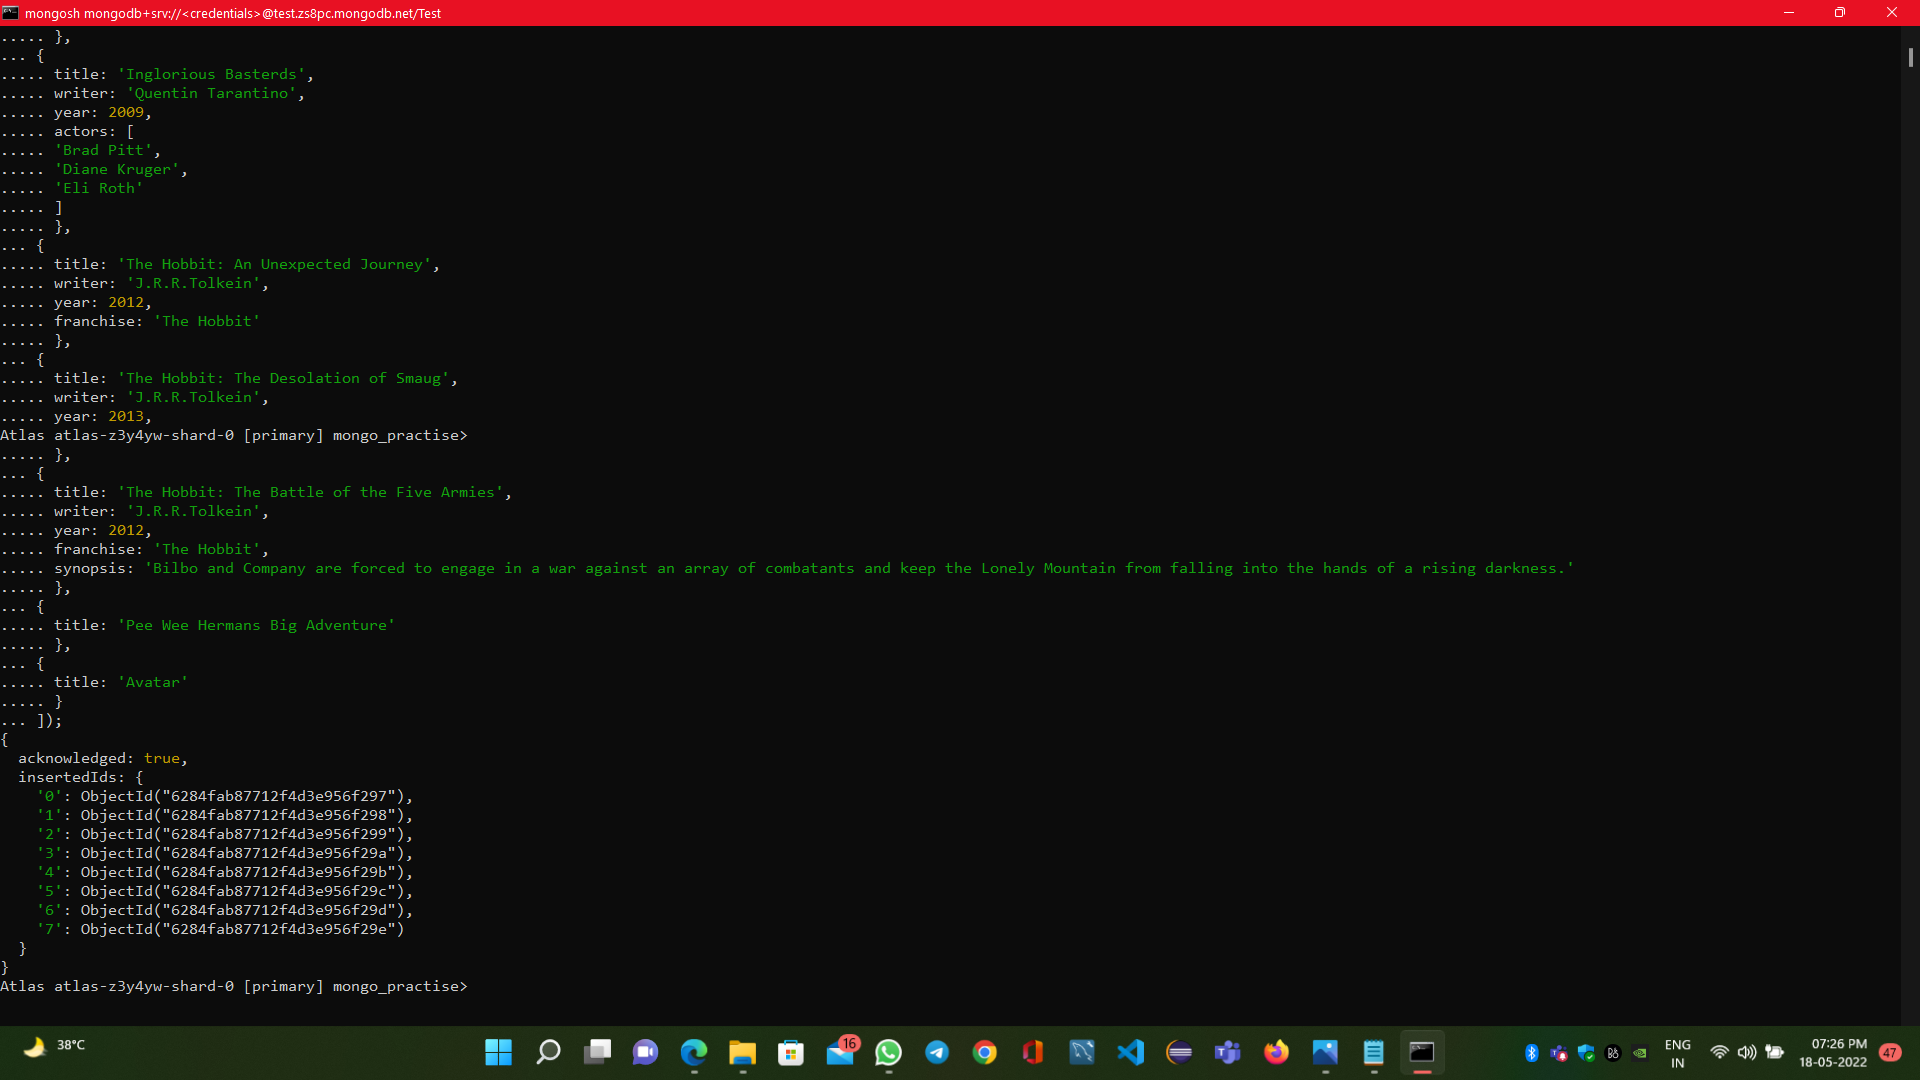 mongosh mongodb+srv://<credentials>@test.zs8pc.mongodb.net/Test
..... },
... {
..... title: 'Inglorious Basterds',
..... writer: 'Quentin Tarantino',
..... year: 2009,
..... actors: [
..... 'Brad Pitt',
..... 'Diane Kruger',
..... 'Eli Roth'
..... ]
..... },
... {
..... title: 'The Hobbit: An Unexpected Journey',
..... writer: 'J.R.R.Tolkein',
..... year: 2012,
..... franchise: 'The Hobbit'
..... },
... {
..... title: 'The Hobbit: The Desolation of Smaug',
..... writer: 'J.R.R.Tolkein',
..... year: 2013,
Atlas atlas-z3y4yw-shard-0 [primary] mongo_practise>
..... },
... {
..... title: 'The Hobbit: The Battle of the Five Armies',
..... writer: 'J.R.R.Tolkein',
..... year: 2012,
..... franchise: 'The Hobbit',
..... synopsis: 'Bilbo and Company are forced to engage in a war against an array of combatants and keep the Lonely Mountain from falling into the hands of a rising darkness.'
..... },
... {
..... title: 'Pee Wee Hermans Big Adventure'
..... },
... {
..... title: 'Avatar'
..... }
... ]);
{
  acknowledged: true,
  insertedIds: {
    '0': ObjectId("6284fab87712f4d3e956f297"),
    '1': ObjectId("6284fab87712f4d3e956f298"),
    '2': ObjectId("6284fab87712f4d3e956f299"),
    '3': ObjectId("6284fab87712f4d3e956f29a"),
    '4': ObjectId("6284fab87712f4d3e956f29b"),
    '5': ObjectId("6284fab87712f4d3e956f29c"),
    '6': ObjectId("6284fab87712f4d3e956f29d"),
    '7': ObjectId("6284fab87712f4d3e956f29e")
  }
}
Atlas atlas-z3y4yw-shard-0 [primary] mongo_practise>
38°C
16
ENG
IN
07:26 PM
18-05-2022
47